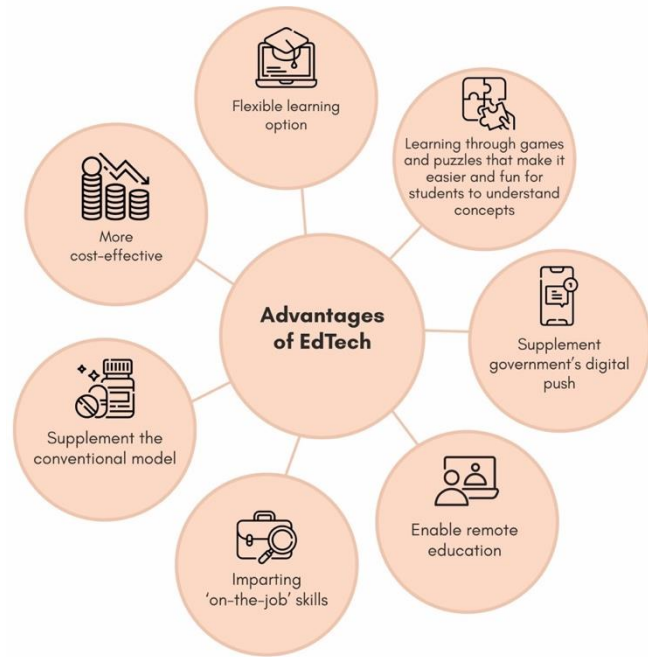 Advantages
of EdTech
Flexible learning
option
Learning through games
and puzzles that make it
easier and fun for
students to understand
concepts
Supplement
government's digital
push
Enable remote
education
Imparting
'on-the-job' skills
Supplement the
conventional model
More
cost-effective